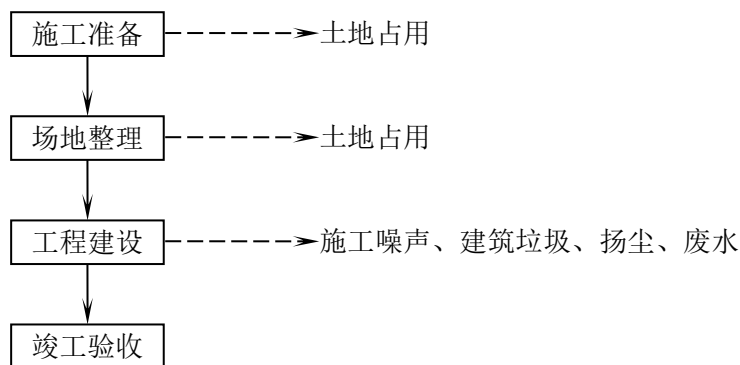 施工准备 土地占用
场地整理 土地占用
工程建设 施工噪声、建筑垃圾、扬尘、废水
竣工验收